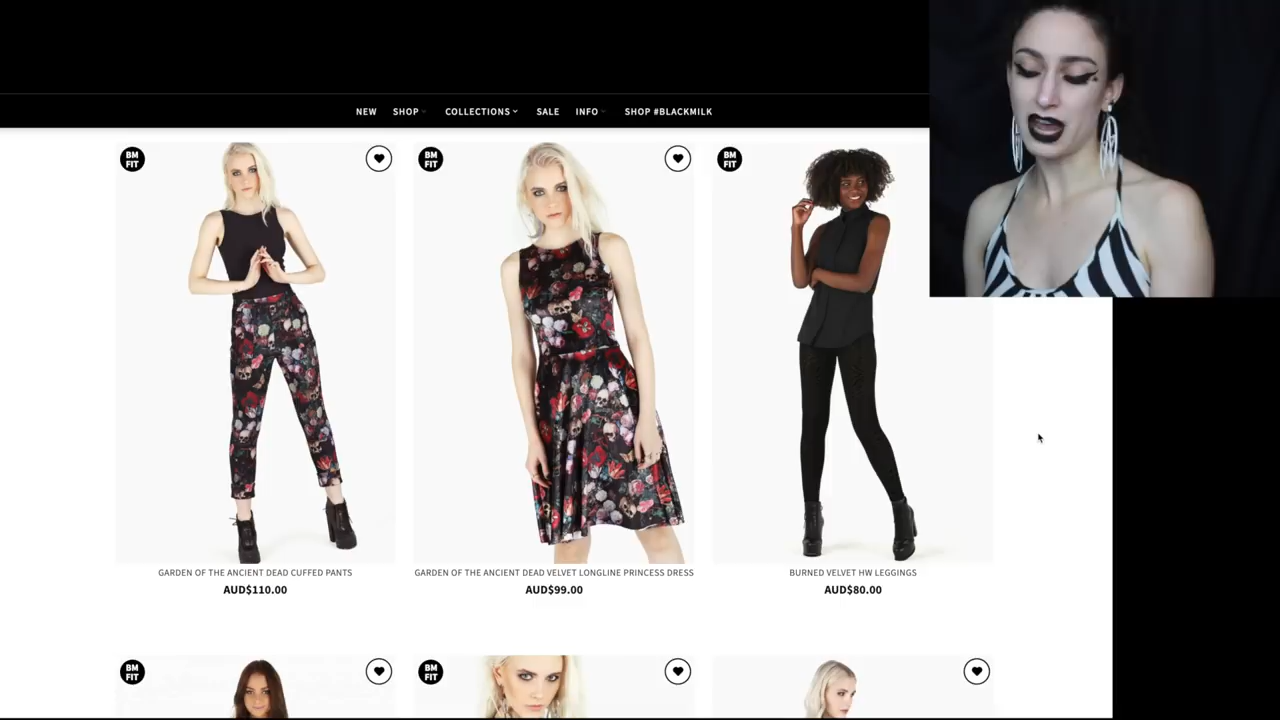 NEW SHOP COLLECTIONS SALE INFO SHOP #BLACKMILK
BM FIT
BM FIT
BM FIT
GARDEN OF THE ANCIENT DEAD CUFFED PANTS
AUD$110.00
GARDEN OF THE ANCIENT DEAD VELVET LONGLINE PRINCESS DRESS
AUD$99.00
BURNED VELVET HW LEGGINGS
AUD$80.00
BM FIT
BM FIT